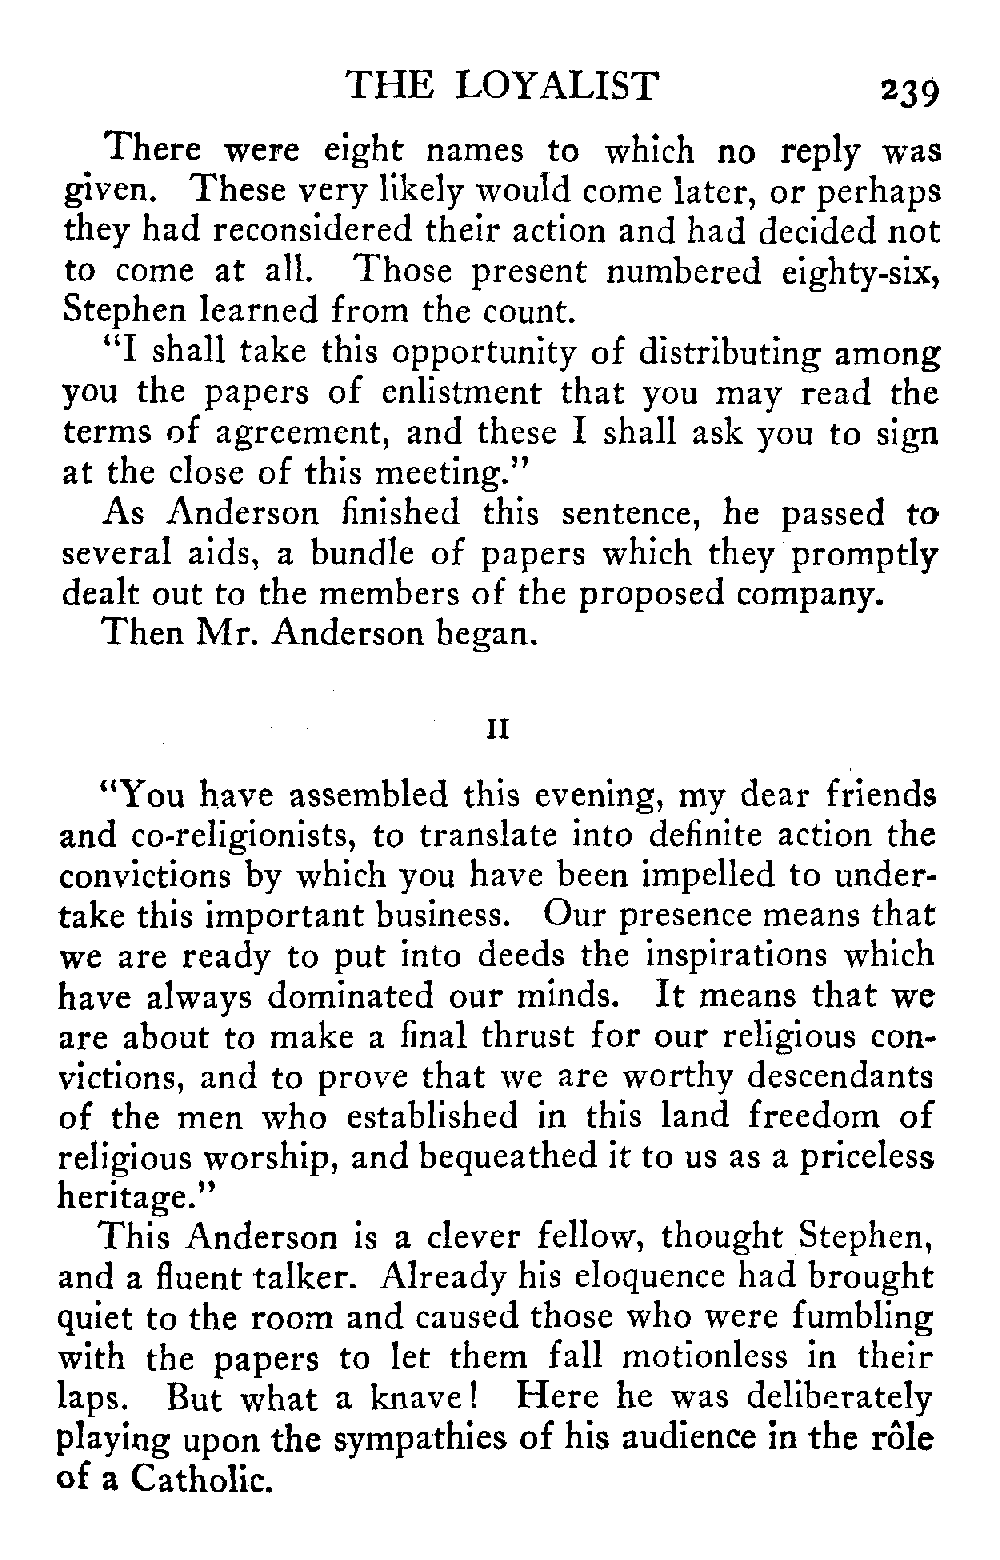 THE LOYALIST 239
There were eight names to which no reply was
given. These very likely would come later, or perhaps
they had reconsidered their action and had decided not
to come at all. Those present numbered eighty-six,
Stephen learned from the count.
"I shall take this opportunity of distributing among
you the papers of enlistment that you may read the
terms of agreement, and these I shall ask you to sign
at the close of this meeting."
As Anderson finished this sentence, he passed to
several aids, a bundle of papers which they promptly
dealt out to the members of the proposed company.
Then Mr. Anderson began.
II
"You have assembled this evening, my dear friends
and co-religionists, to translate into definite action the
convictions by which you have been impelled to under-
take this important business. Our presence means that
we are ready to put into deeds the inspirations which
have always dominated our minds. It means that we
are about to make a final thrust for our religious con-
victions, and to prove that we are worthy descendants
of the men who established in this land freedom of
religious worship, and bequeathed it to us as a priceless
heritage."
This Anderson is a clever fellow, thought Stephen,
and a fluent talker. Already his eloquence had brought
quiet to the room and caused those who were fumbling
with the papers to let them fall motionless in their
laps. But what a knave! Here he was deliberately
playing upon the sympathies of his audience in the rôle
of a Catholic.